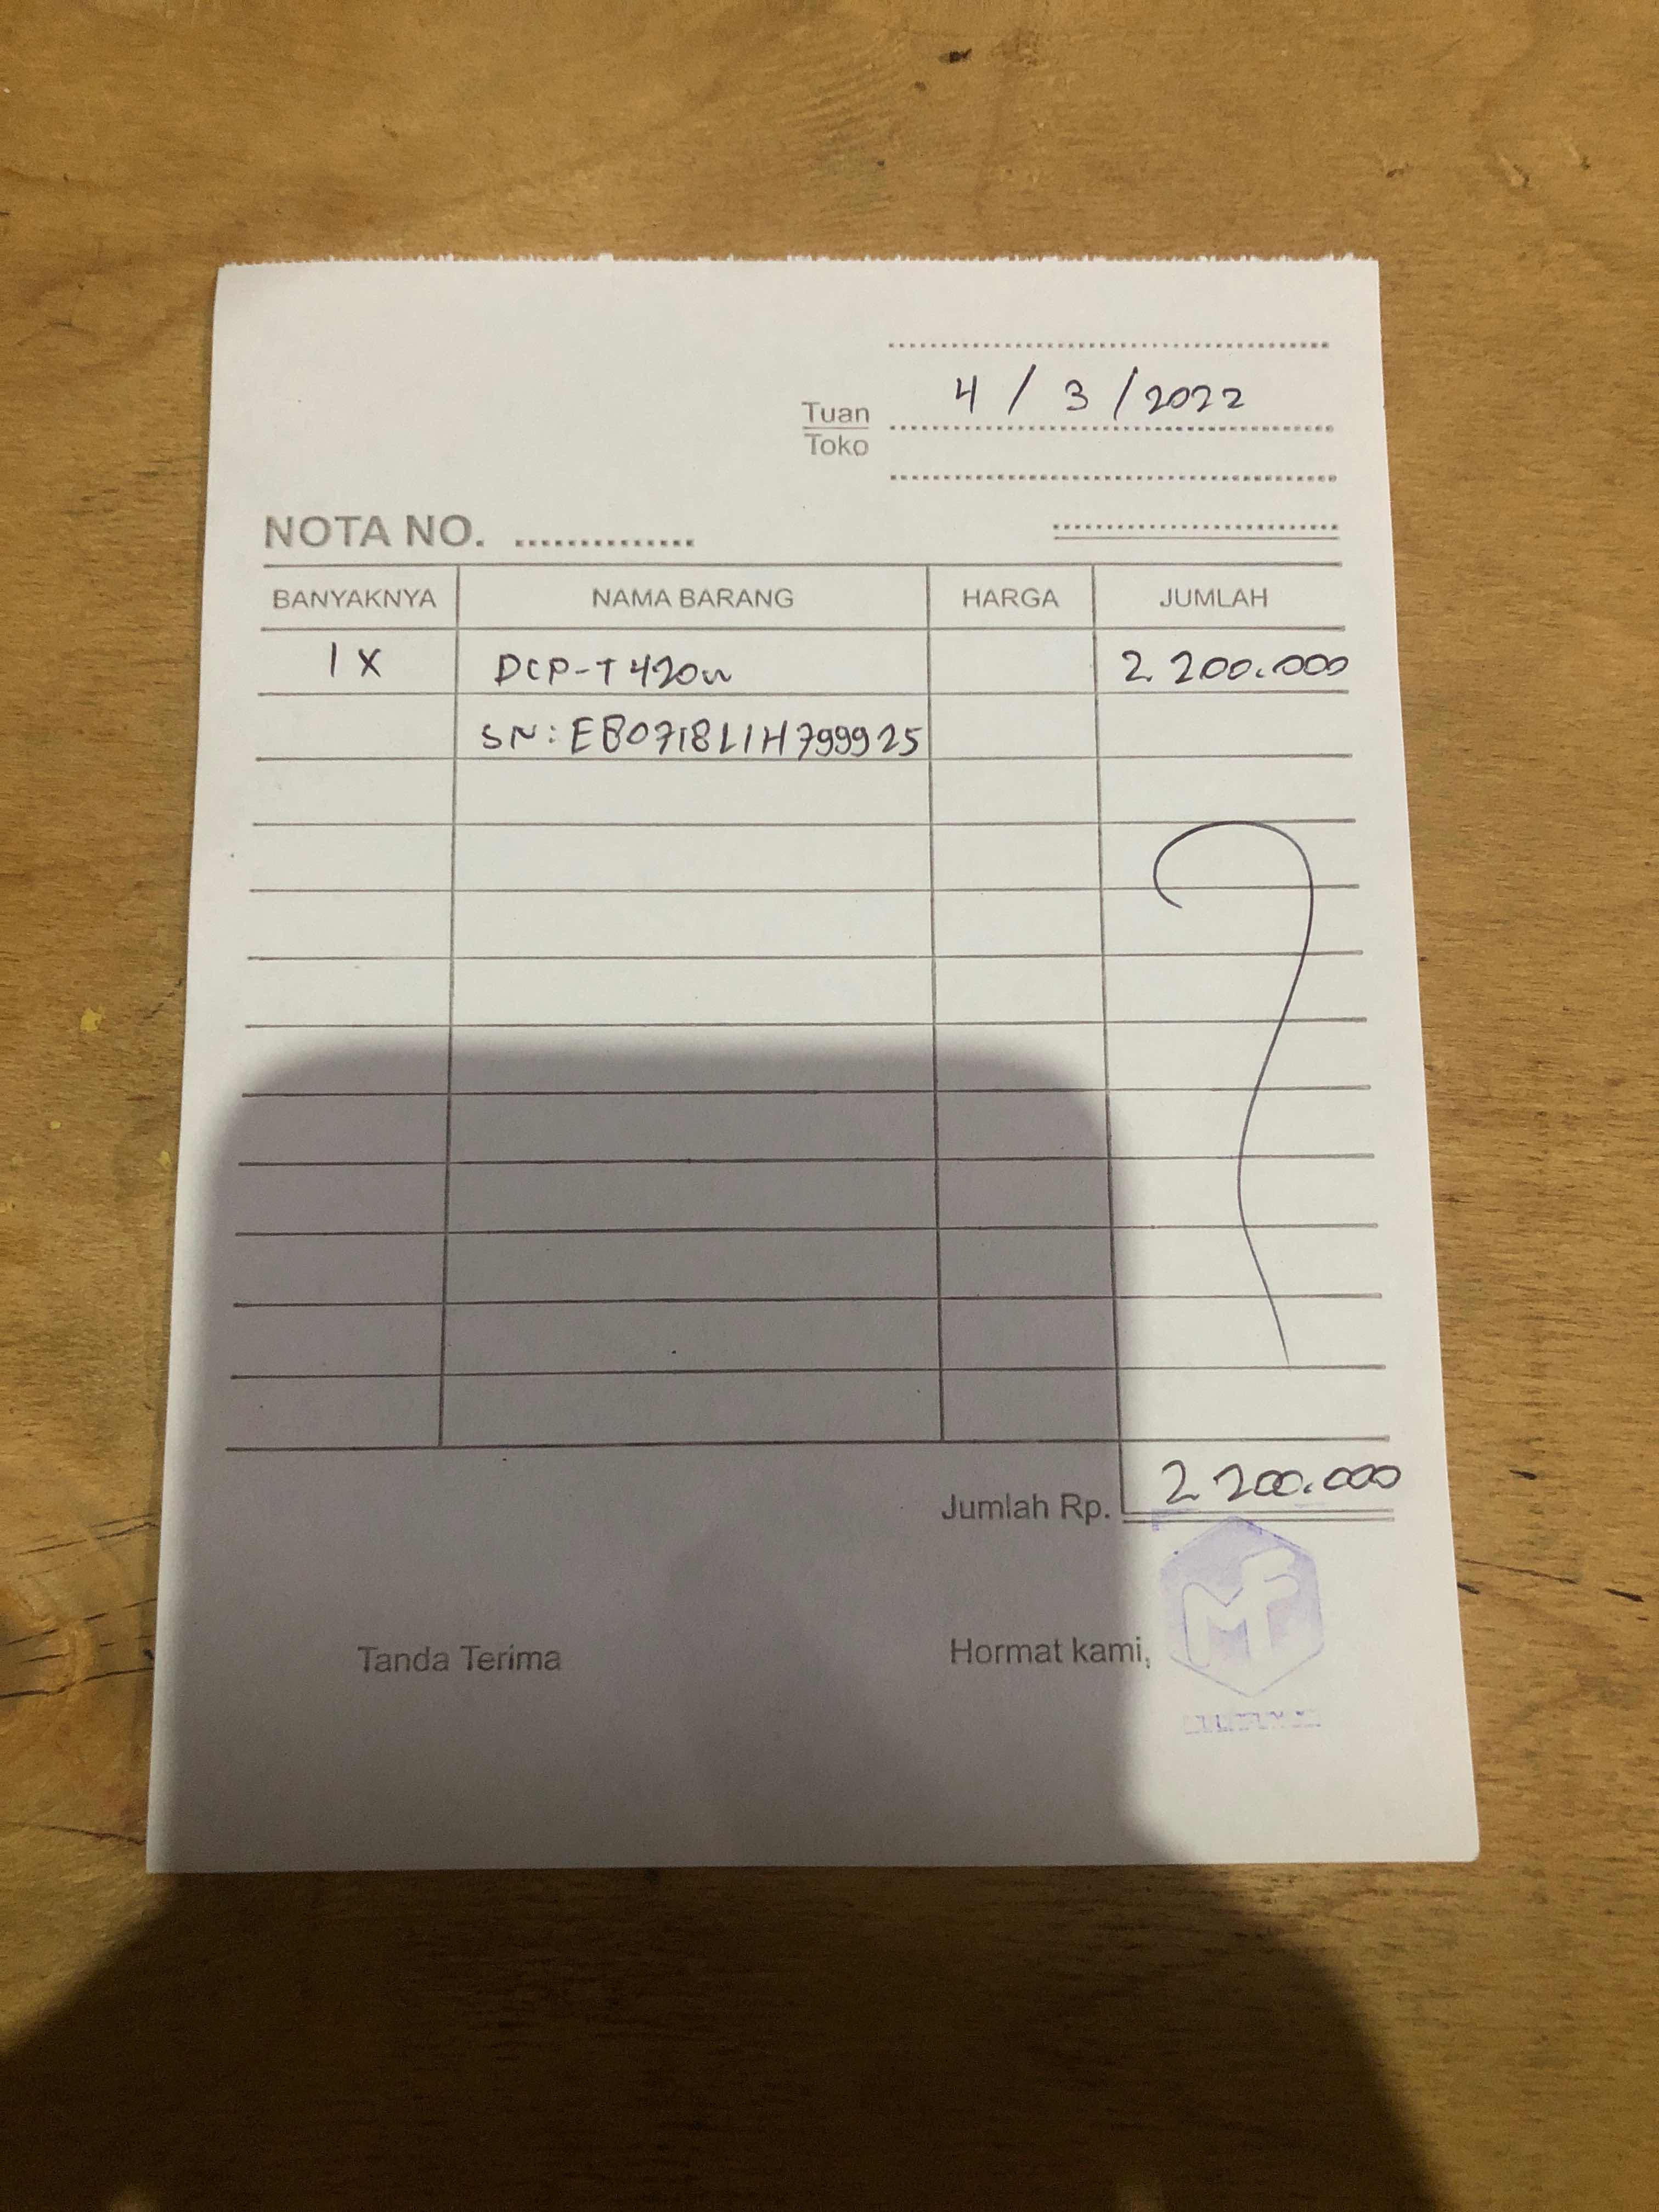 4 / 3 / 2022
Tuan
Toko
NOTA NO. ..............
BANYAKNYA NAMA BARANG HARGA JUMLAH
1 X DCP-T420w 2.200.000
SN: E80718L1H799925
Jumlah Rp. 2.200.000
Tanda Terima Hormat kami,
MF